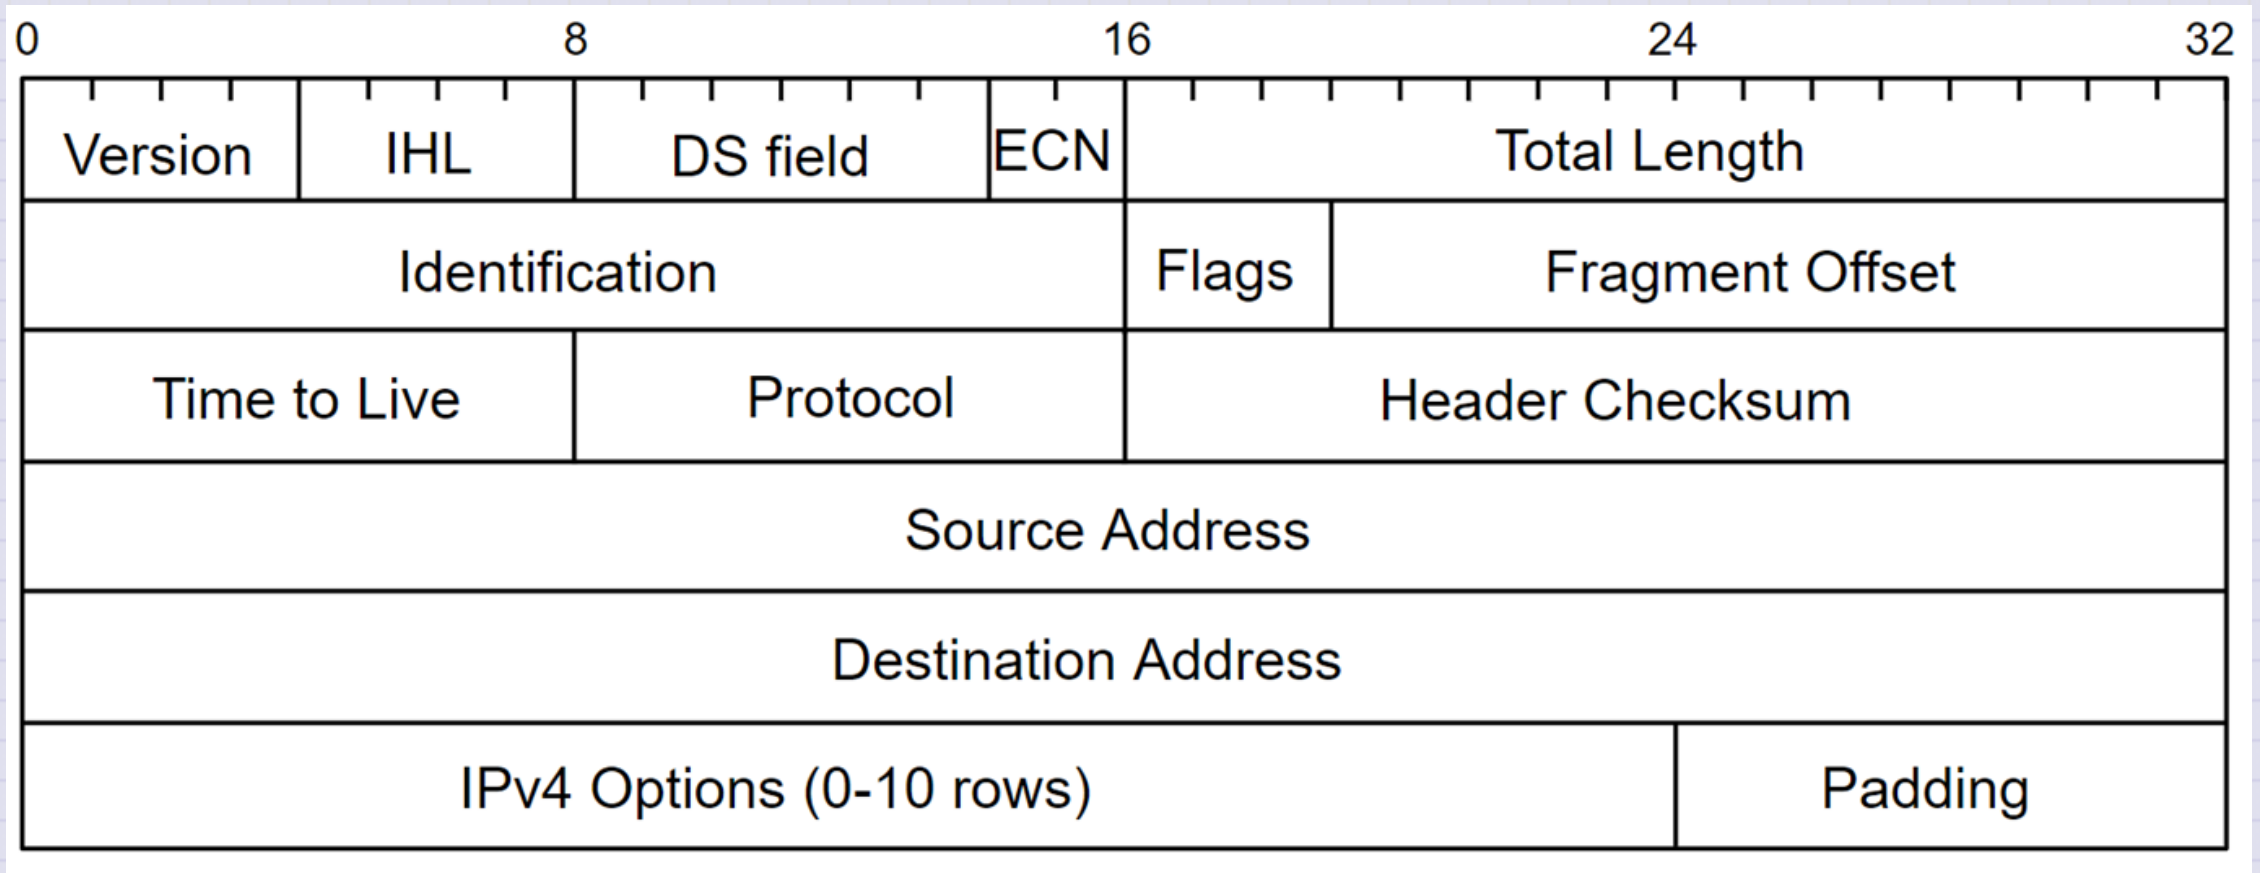 0 8 16 24 32
Version IHL DS field ECN Total Length
Identification Flags Fragment Offset
Time to Live Protocol Header Checksum
Source Address
Destination Address
IPv4 Options (0-10 rows) Padding